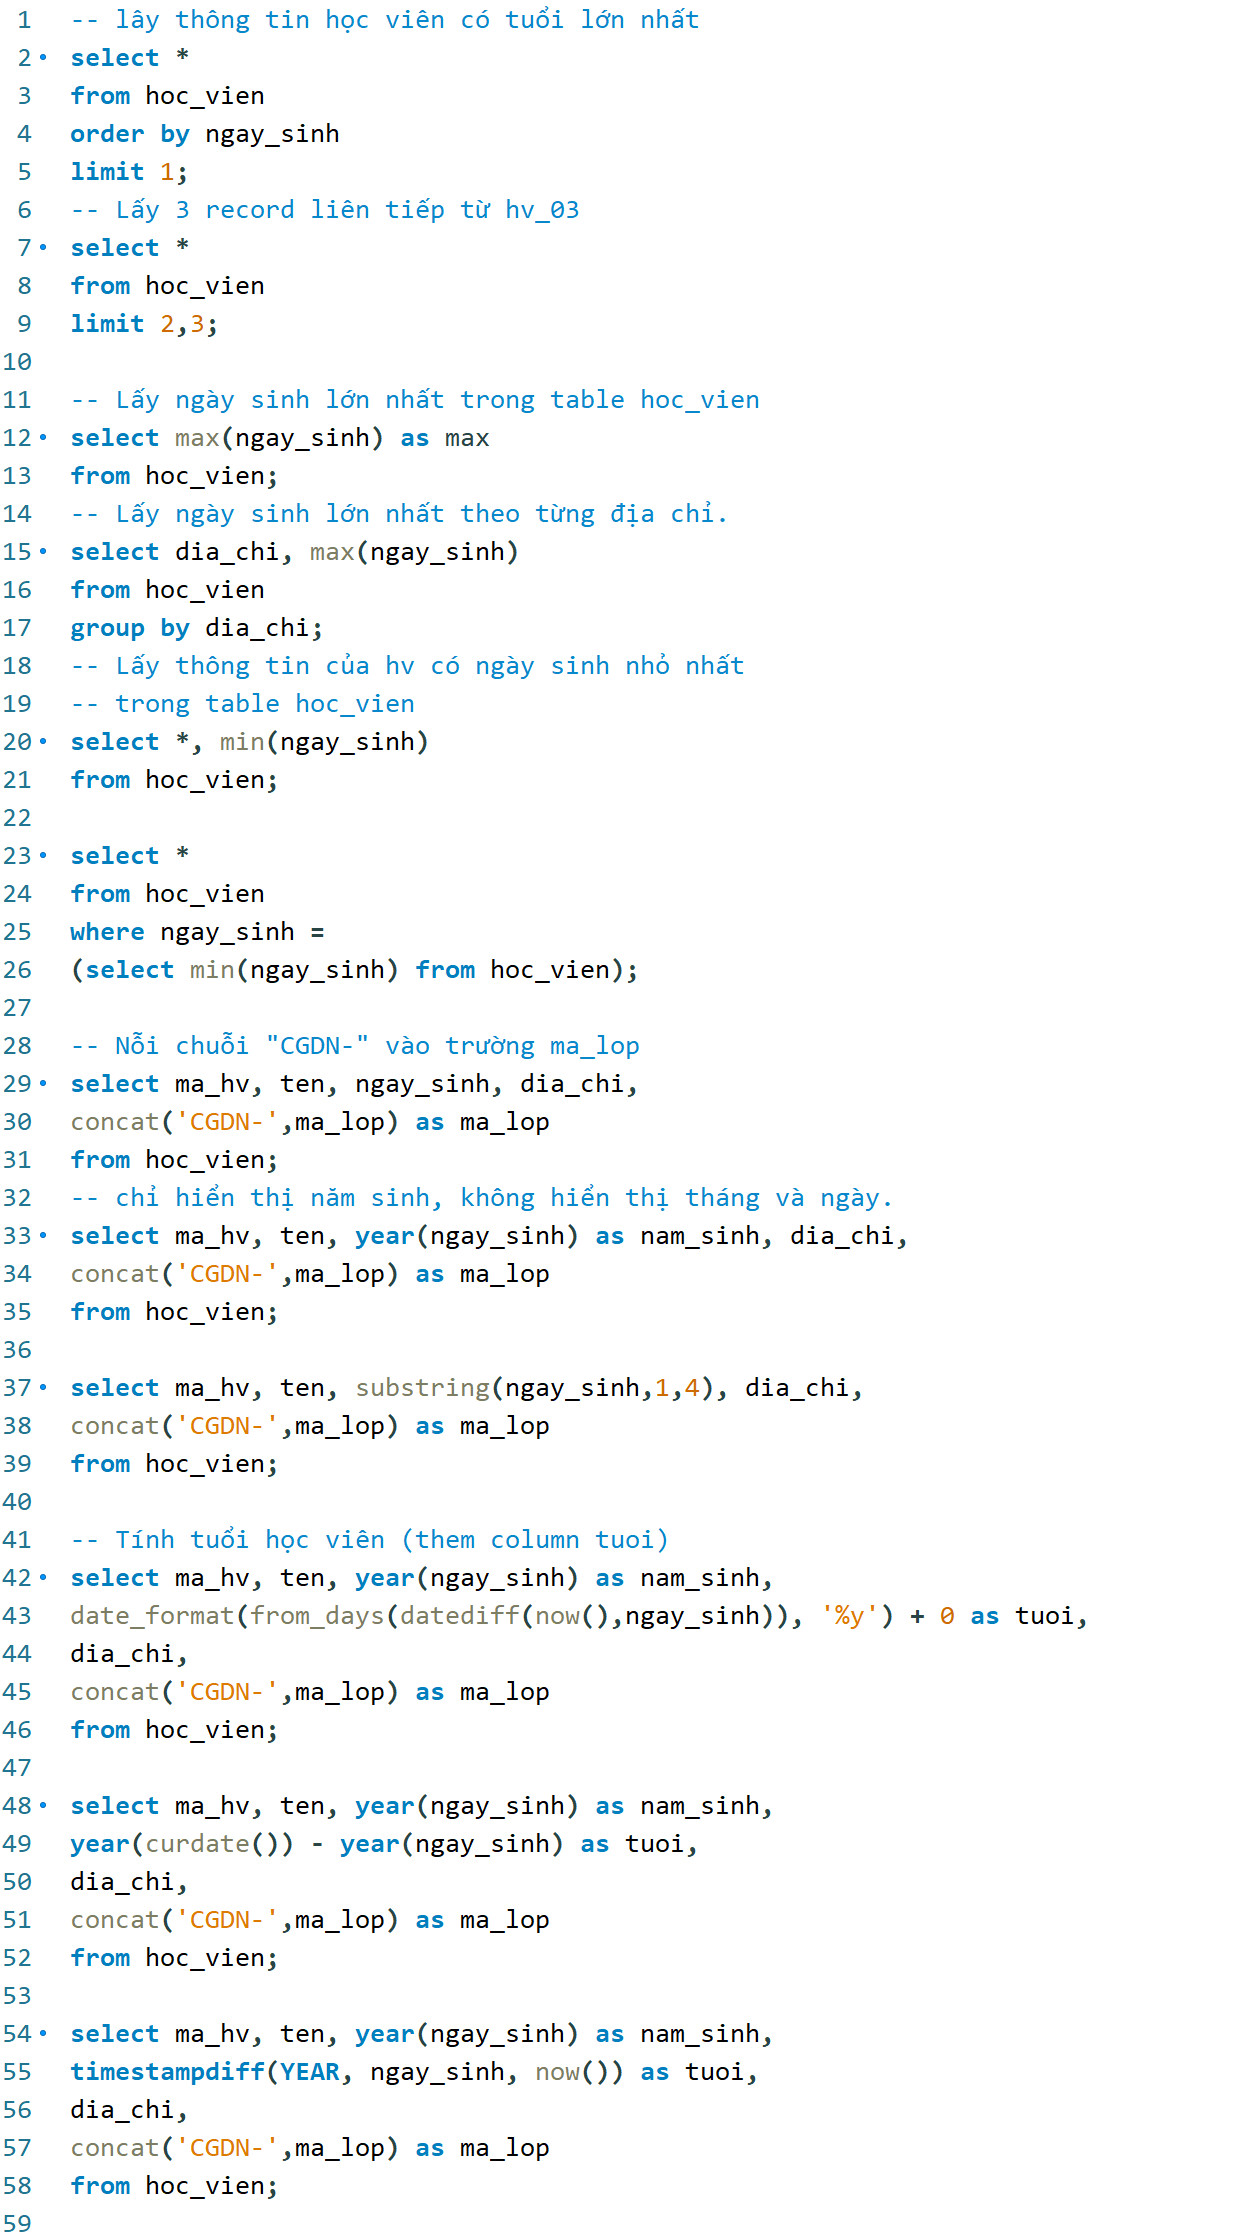 1 -- lây thông tin học viên có tuổi lớn nhất
2 select *
3 from hoc_vien
4 order by ngay_sinh
5 limit 1;
6 -- Lấy 3 record liên tiếp từ hv_03
7 select *
8 from hoc_vien
9 limit 2,3;
10
11 -- Lấy ngày sinh lớn nhất trong table hoc_vien
12 select max(ngay_sinh) as max
13 from hoc_vien;
14 -- Lấy ngày sinh lớn nhất theo từng địa chỉ.
15 select dia_chi, max(ngay_sinh)
16 from hoc_vien
17 group by dia_chi;
18 -- Lấy thông tin của hv có ngày sinh nhỏ nhất
19 -- trong table hoc_vien
20 select *, min(ngay_sinh)
21 from hoc_vien;
22
23 select *
24 from hoc_vien
25 where ngay_sinh =
26 (select min(ngay_sinh) from hoc_vien);
27
28 -- Nỗi chuỗi "CGDN-" vào trường ma_lop
29 select ma_hv, ten, ngay_sinh, dia_chi,
30 concat('CGDN-',ma_lop) as ma_lop
31 from hoc_vien;
32 -- chỉ hiển thị năm sinh, không hiển thị tháng và ngày.
33 select ma_hv, ten, year(ngay_sinh) as nam_sinh, dia_chi,
34 concat('CGDN-',ma_lop) as ma_lop
35 from hoc_vien;
36
37 select ma_hv, ten, substring(ngay_sinh,1,4), dia_chi,
38 concat('CGDN-',ma_lop) as ma_lop
39 from hoc_vien;
40
41 -- Tính tuổi học viên (them column tuoi)
42 select ma_hv, ten, year(ngay_sinh) as nam_sinh,
43 date_format(from_days(datediff(now(),ngay_sinh)), '%y') + 0 as tuoi,
44 dia_chi,
45 concat('CGDN-',ma_lop) as ma_lop
46 from hoc_vien;
47
48 select ma_hv, ten, year(ngay_sinh) as nam_sinh,
49 year(curdate()) - year(ngay_sinh) as tuoi,
50 dia_chi,
51 concat('CGDN-',ma_lop) as ma_lop
52 from hoc_vien;
53
54 select ma_hv, ten, year(ngay_sinh) as nam_sinh,
55 timestampdiff(YEAR, ngay_sinh, now()) as tuoi,
56 dia_chi,
57 concat('CGDN-',ma_lop) as ma_lop
58 from hoc_vien;
59